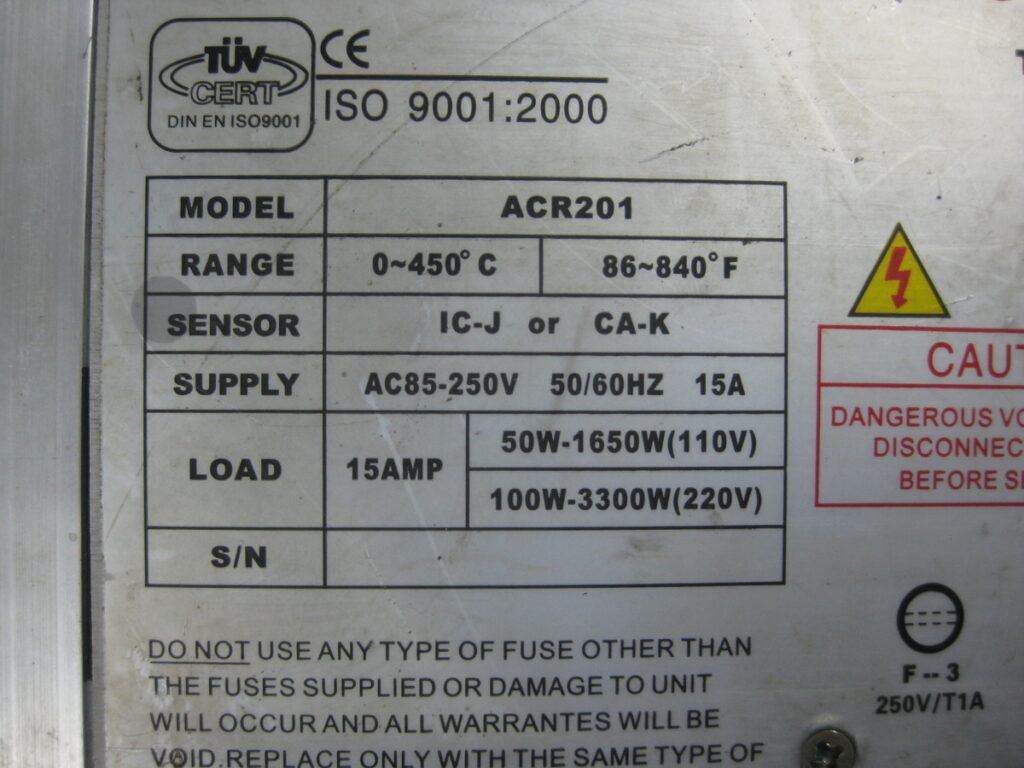 TÜV
CERT
DIN EN ISO9001
CE
ISO 9001:2000
MODEL ACR201
RANGE 0~450°C 86~840°F
SENSOR IC-J or CA-K
SUPPLY AC85-250V 50/60HZ 15A
LOAD 15AMP 50W-1650W(110V)
100W-3300W(220V)
S/N
DANGEROUS
BEFORE
F--3
250V/T1A
DO NOT USE ANY TYPE OF FUSE OTHER THAN
THE FUSES SUPPLIED OR DAMAGE TO UNIT
WILL OCCUR AND ALL WARRANTES WILL BE
VOID.REPLACE ONLY WITH THE SAME TYPE OF